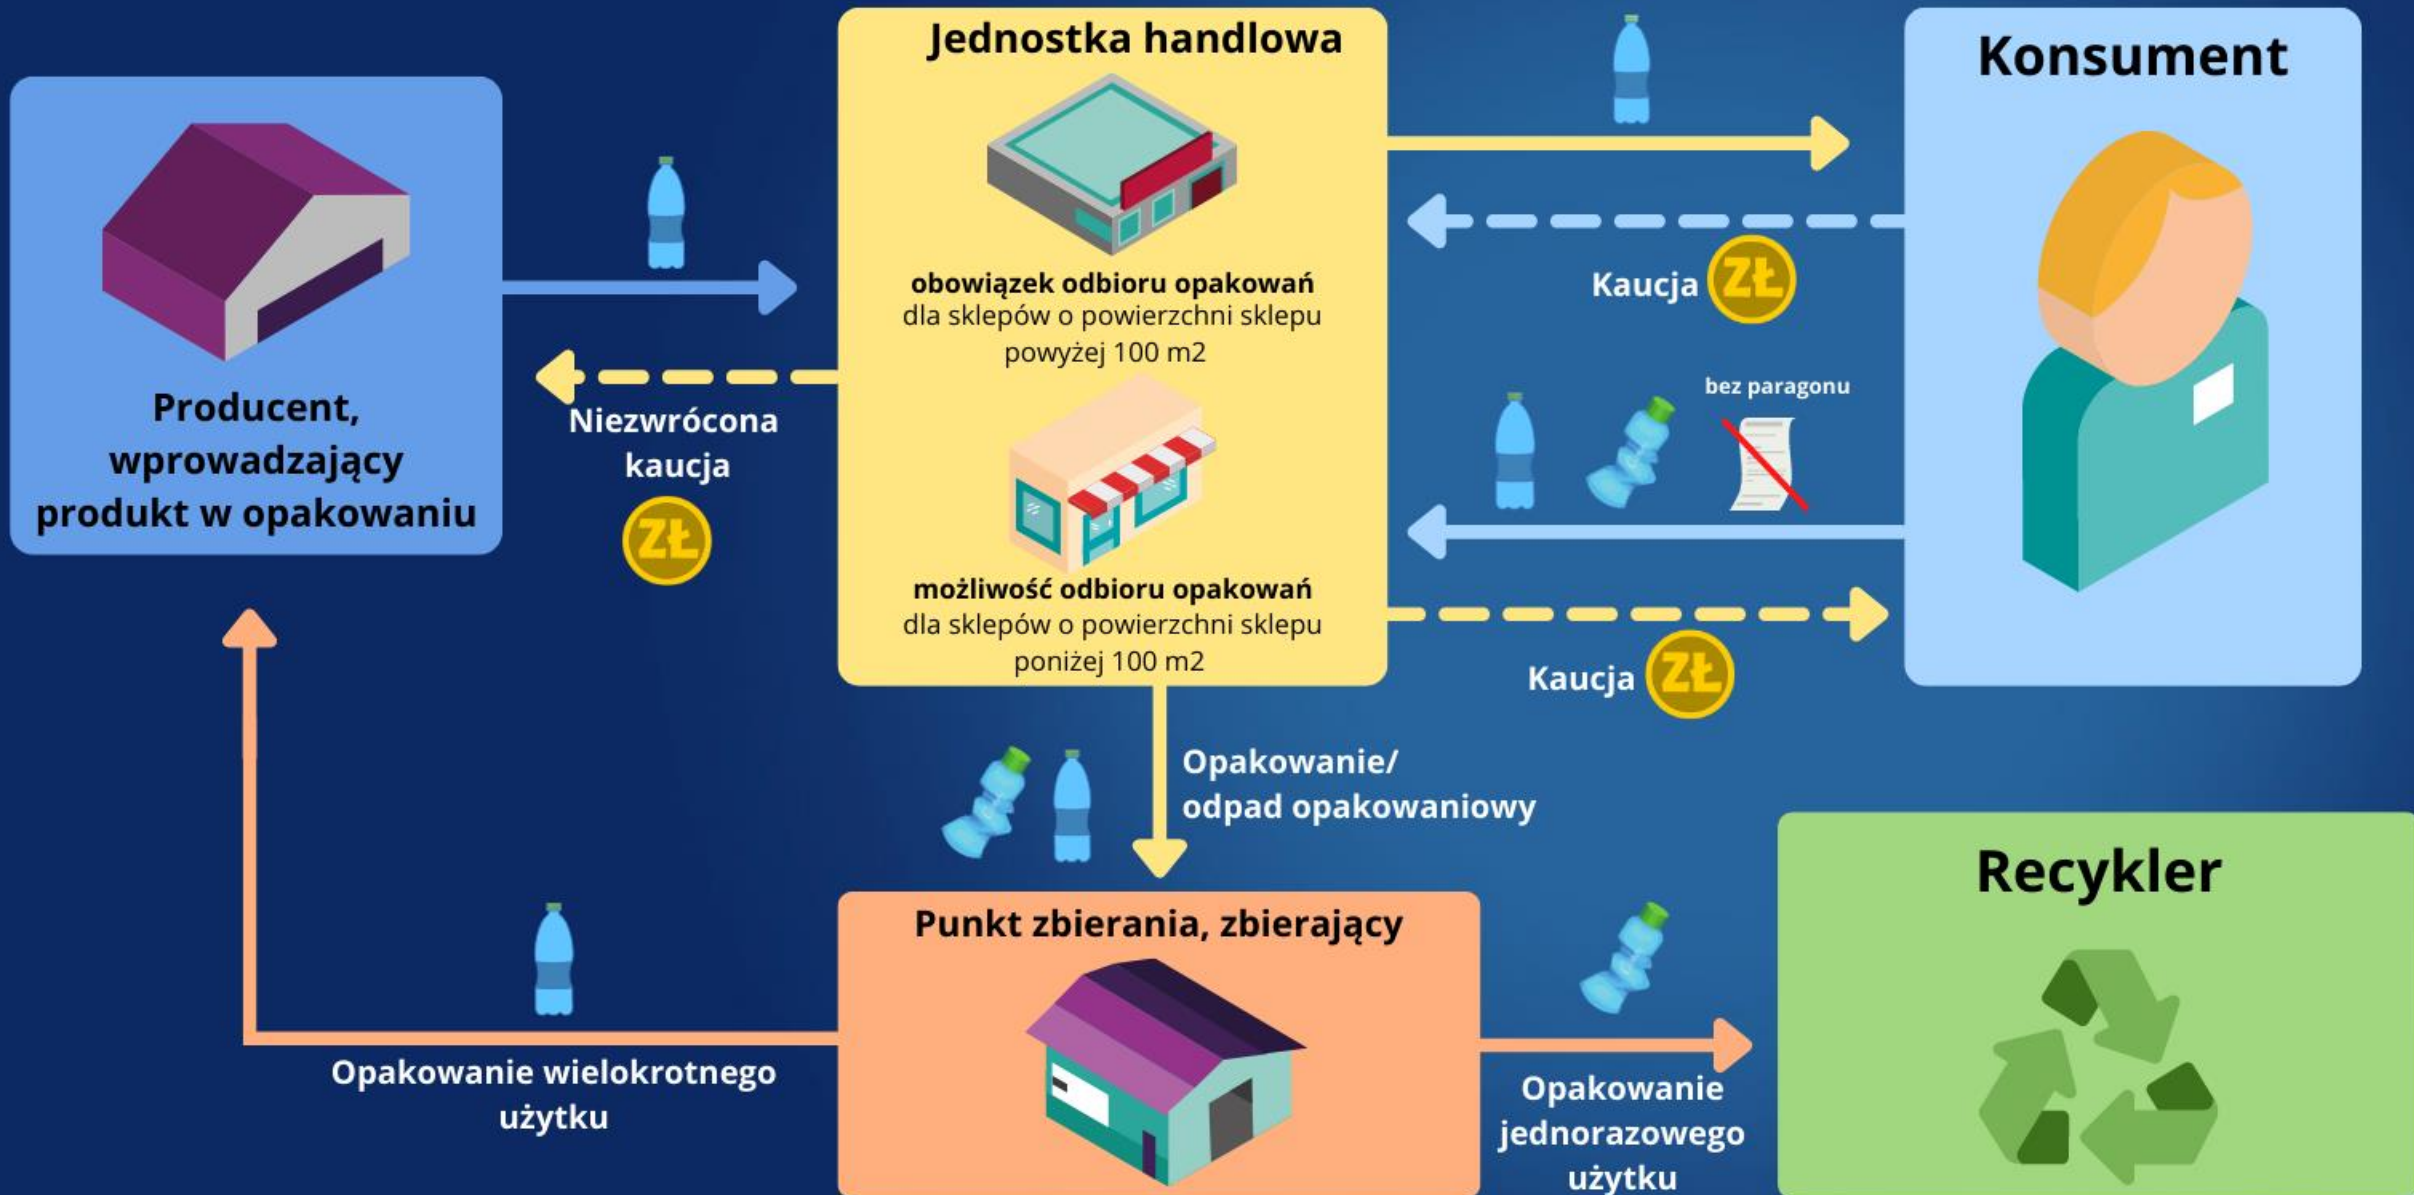 Jednostka handlowa
obowiązek odbioru opakowań
dla sklepów o powierzchni sklepu
powyżej 100 m2
możliwość odbioru opakowań
dla sklepów o powierzchni sklepu
poniżej 100 m2
Konsument
Producent,
wprowadzający
produkt w opakowaniu
Niezwrócona
kaucja
ZŁ
Kaucja ZŁ
bez paragonu
Kaucja ZŁ
Opakowanie/
odpad opakowaniowy
Punkt zbierania, zbierający
Recykler
Opakowanie wielokrotnego
użytku
Opakowanie
jednorazowego
użytku